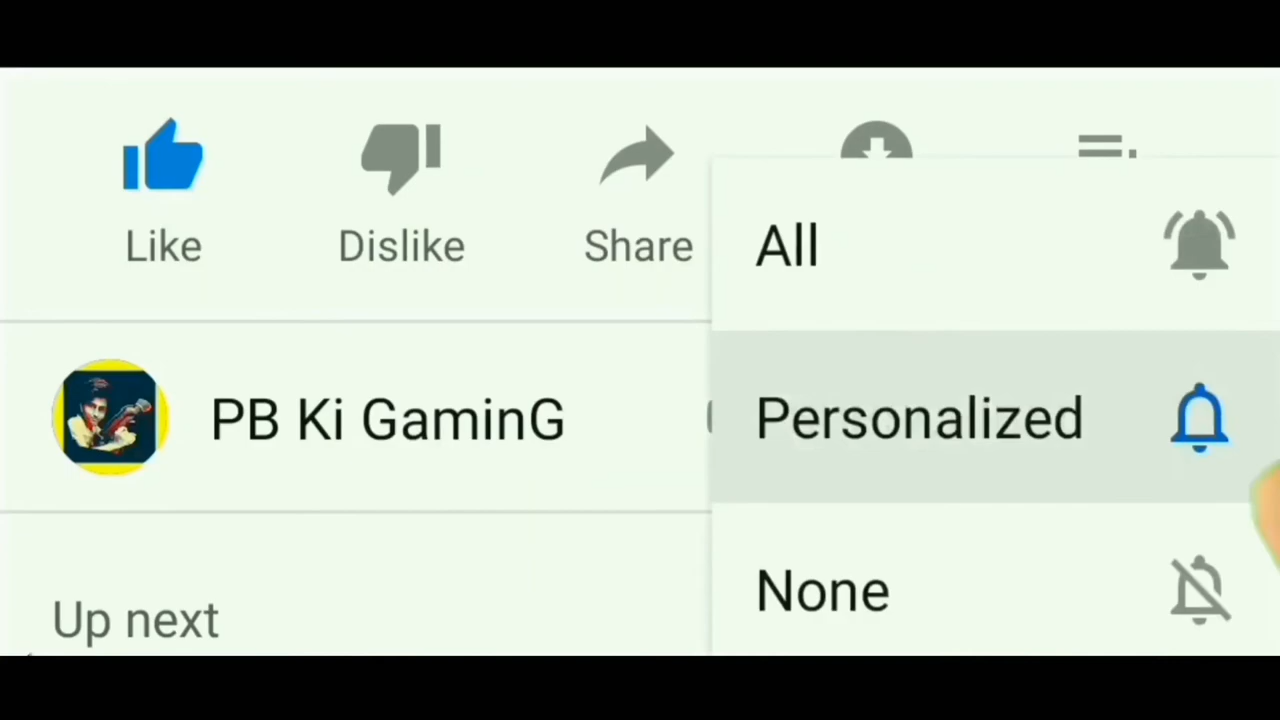 Like
Dislike
Share
All
PB Ki GaminG
Personalized
None
Up next